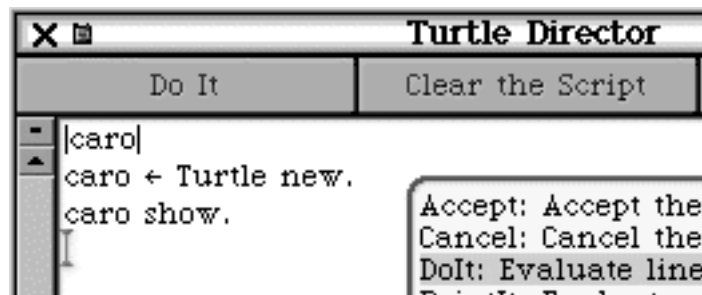 Turtle Director
Do It
Clear the Script
|caro|
caro ← Turtle new.
caro show.
Accept: Accept the
Cancel: Cancel the
DoIt: Evaluate line